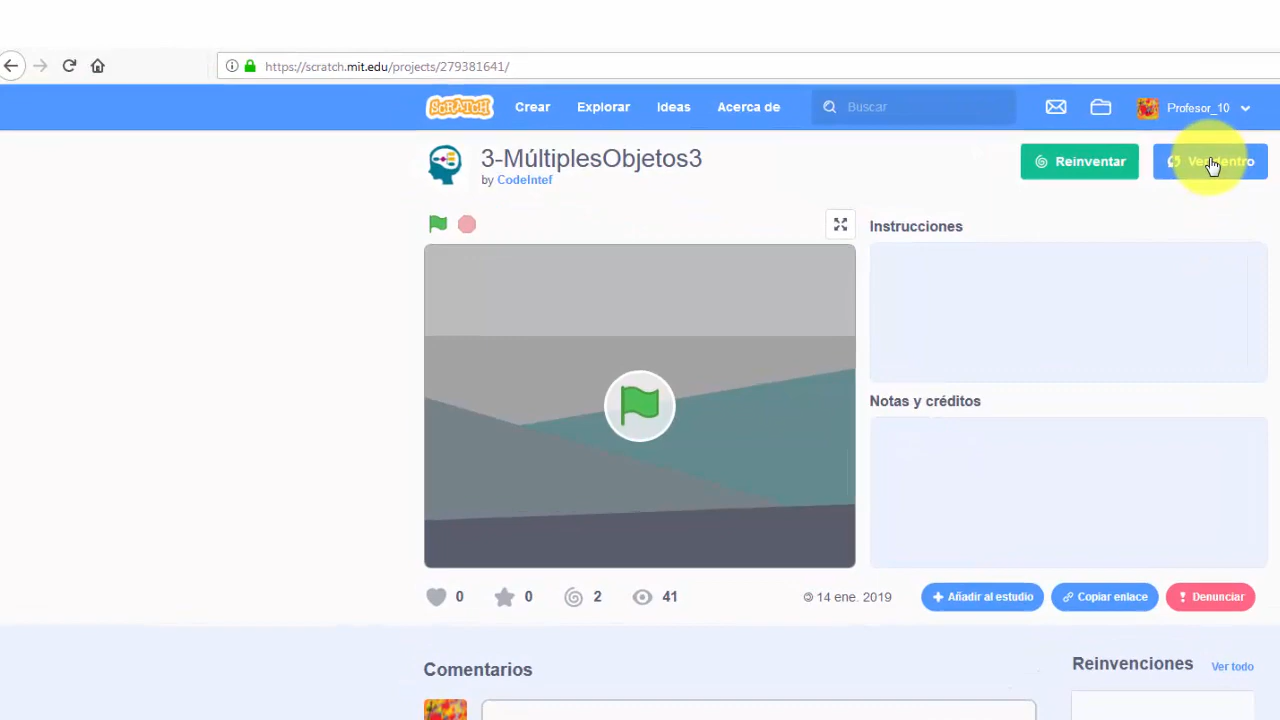 https://scratch.mit.edu/projects/279381641/
SCRATCH Crear Explorar Ideas Acerca de Buscar Profesor_10
3-MúltiplesObjetos3
by CodeIntef
Reinventar
Ver dentro
Instrucciones
Notas y créditos
0 0 2 41
14 ene. 2019
Añadir al estudio
Copiar enlace
Denunciar
Comentarios
Reinvenciones
Ver todo